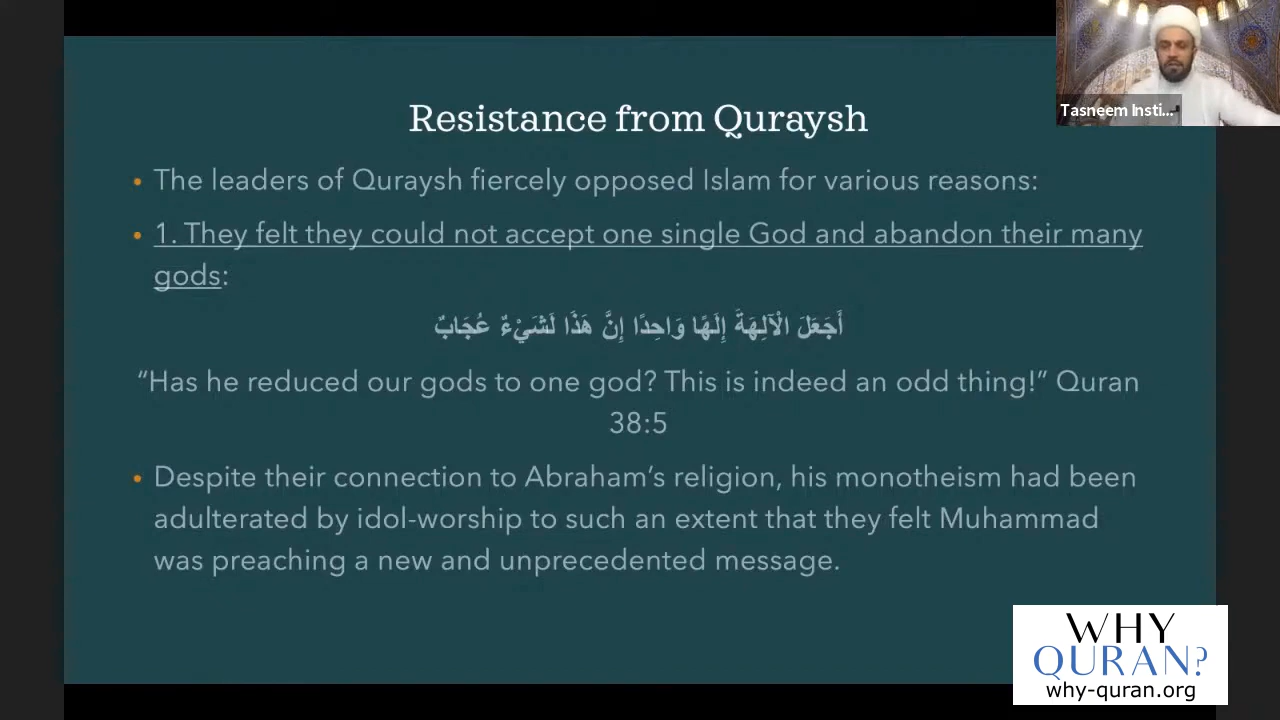 Tasneem Insti...
Resistance from Quraysh
• The leaders of Quraysh fiercely opposed Islam for various reasons:
• 1. They felt they could not accept one single God and abandon their many
gods:
أَجَعَلَ الْآلِهَةَ إِلَهًا وَاحِدًا إِنَّ هَذَا لَشَيْءٌ عُجَابٌ
“Has he reduced our gods to one god? This is indeed an odd thing!” Quran
38:5
• Despite their connection to Abraham’s religion, his monotheism had been
adulterated by idol-worship to such an extent that they felt Muhammad
was preaching a new and unprecedented message.
WHY
QURAN?
why-quran.org